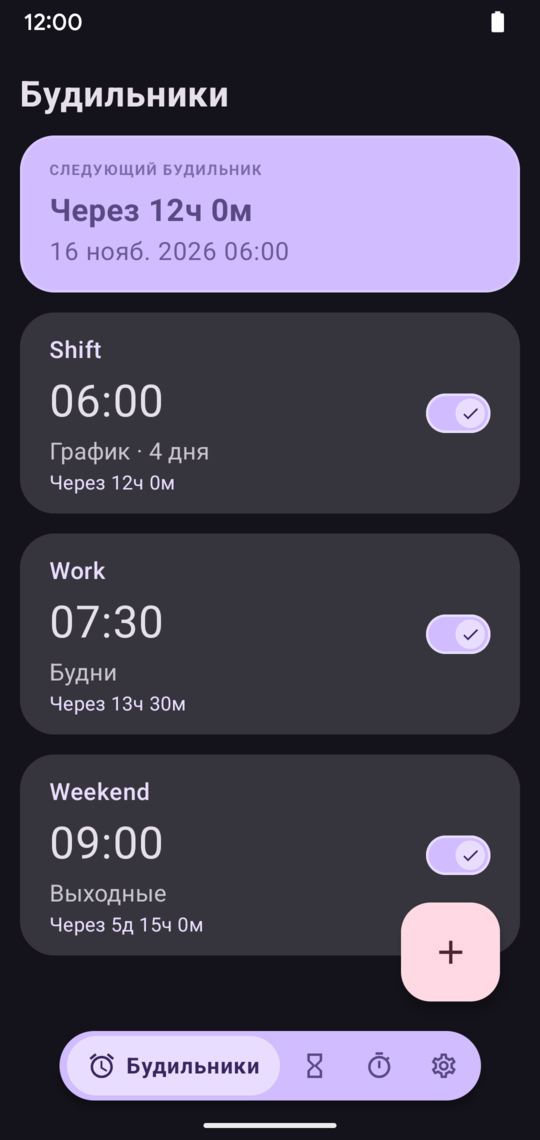 12:00
Будильники
СЛЕДУЮЩИЙ БУДИЛЬНИК
Через 12ч 0м
16 нояб. 2026 06:00
Shift
06:00
График · 4 дня
Через 12ч 0м
Work
07:30
Будни
Через 13ч 30м
Weekend
09:00
Выходные
Через 5д 15ч 0м
Будильники